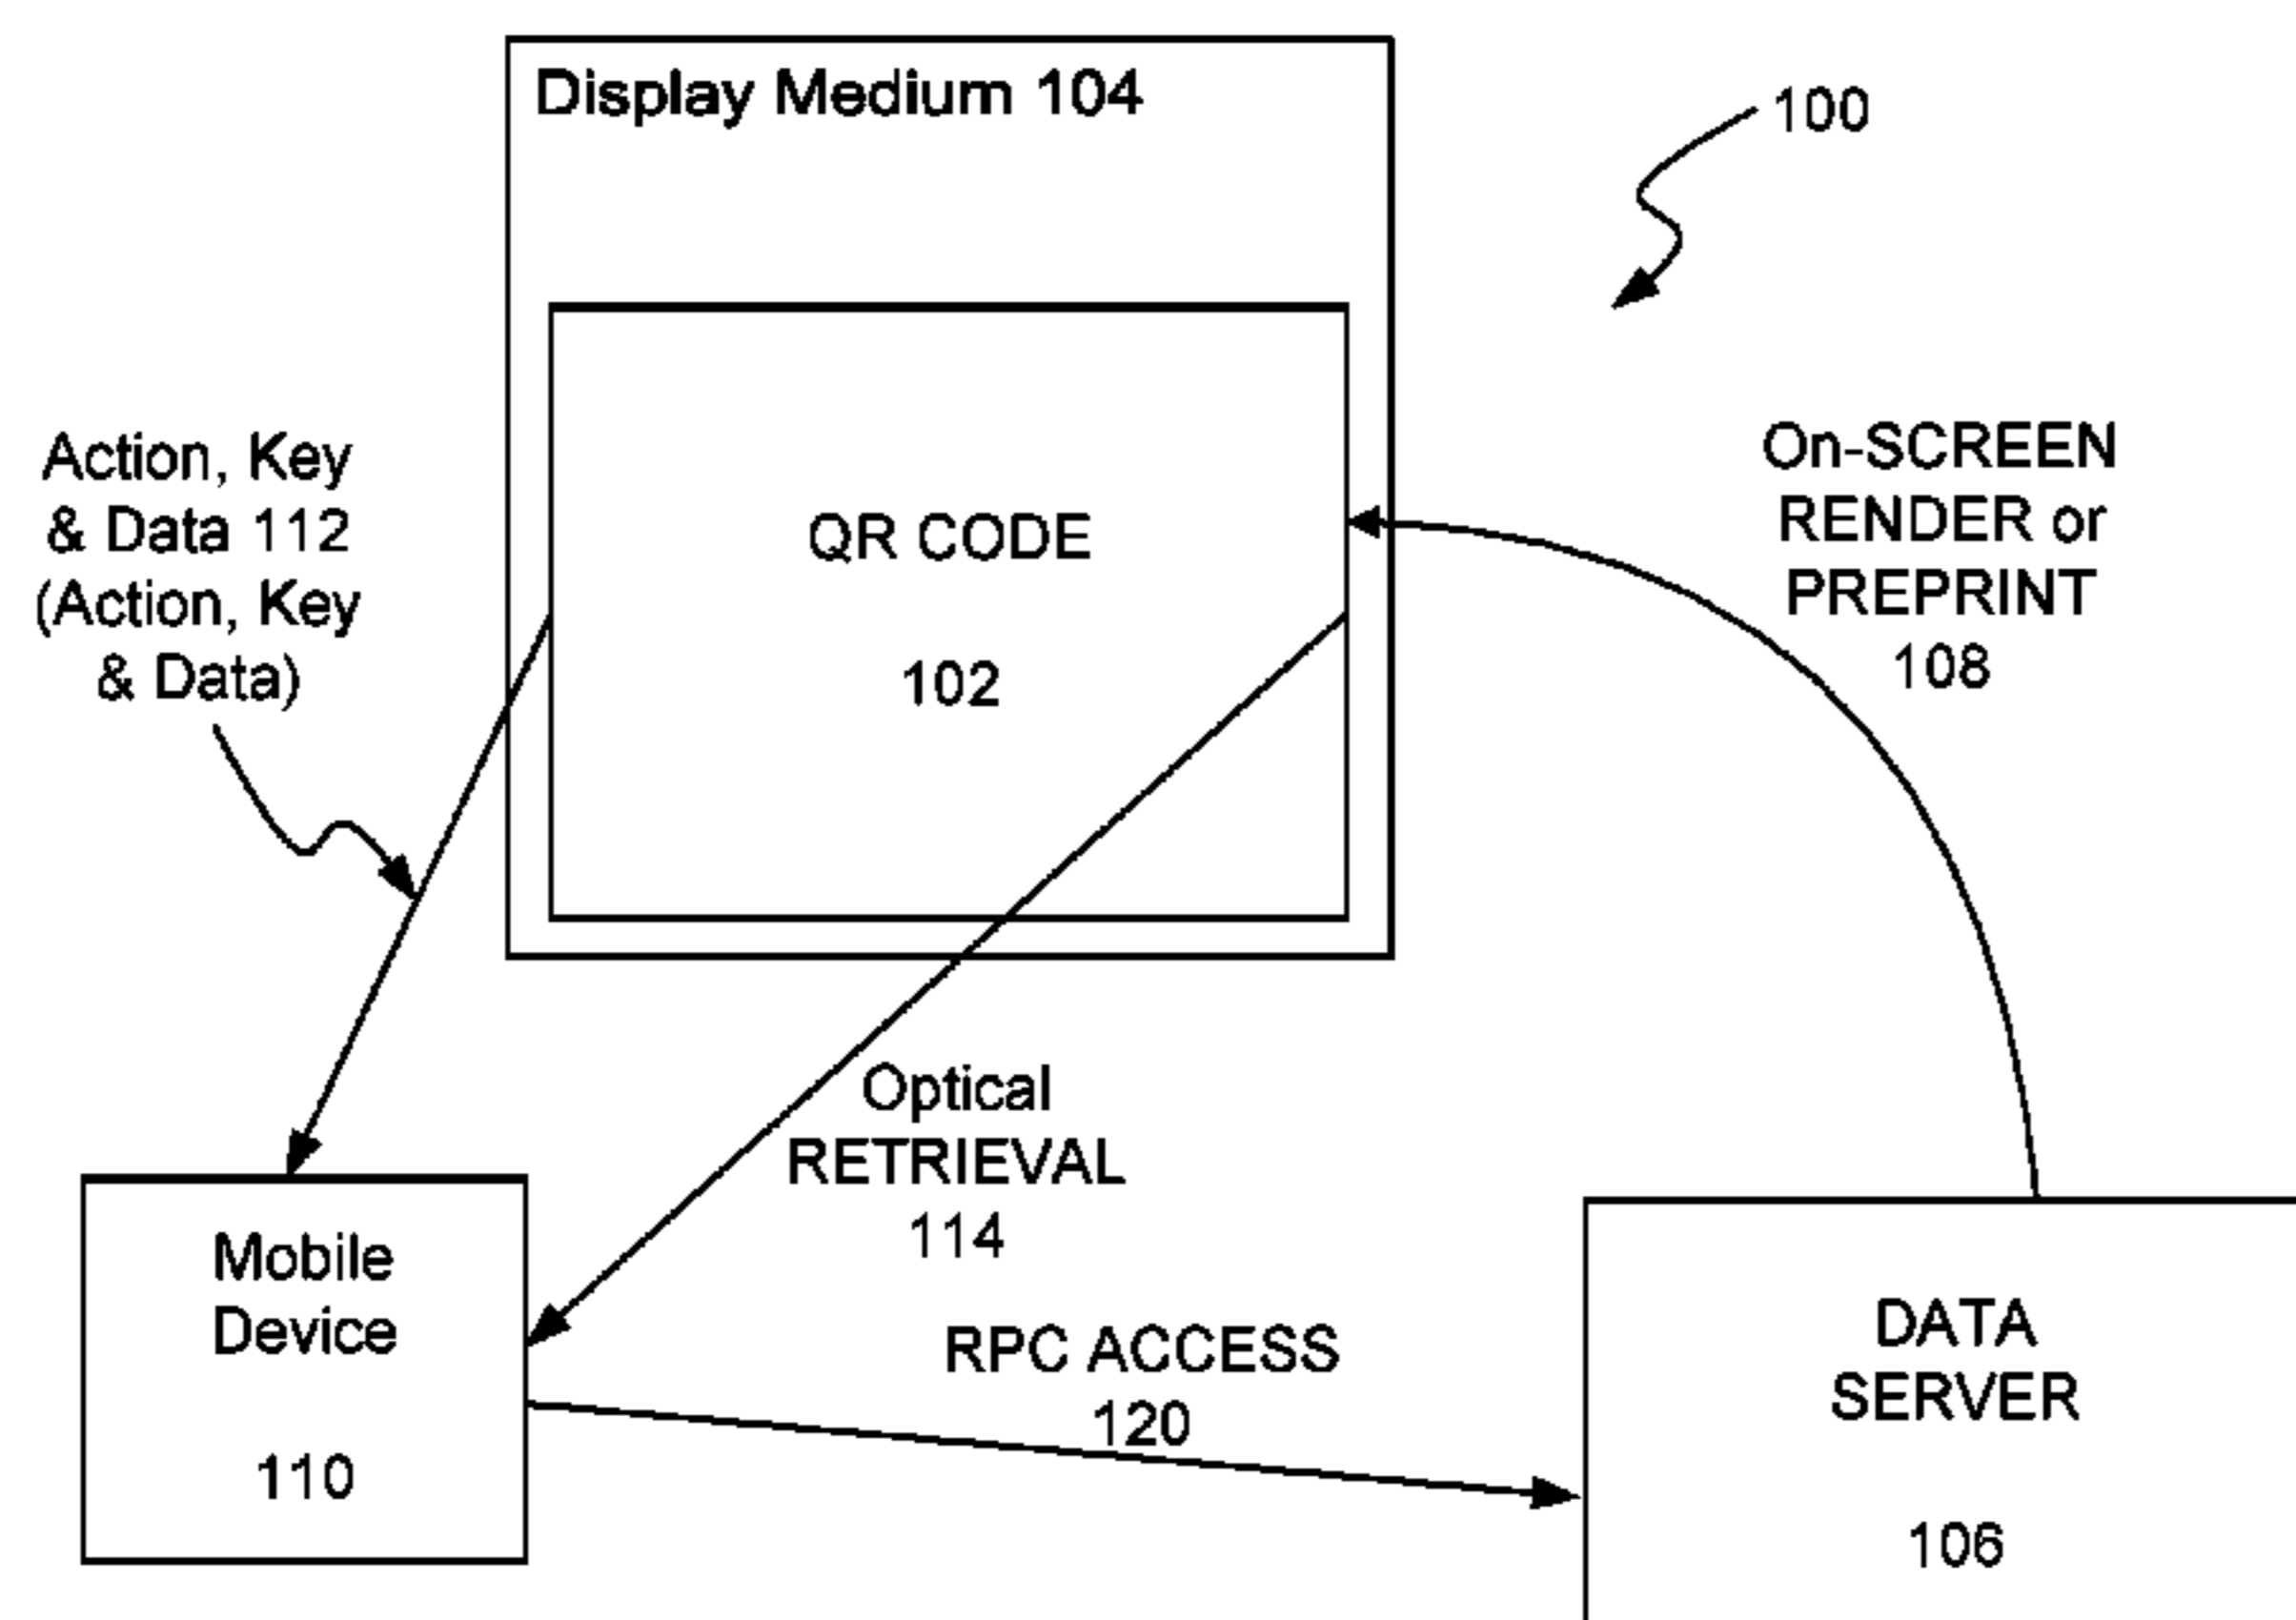 Display Medium 104
100
Action, Key
& Data 112
(Action, Key
& Data)
QR CODE
102
On-SCREEN
RENDER or
PREPRINT
108
Optical
RETRIEVAL
114
Mobile
Device
110
RPC ACCESS
120
DATA
SERVER
106